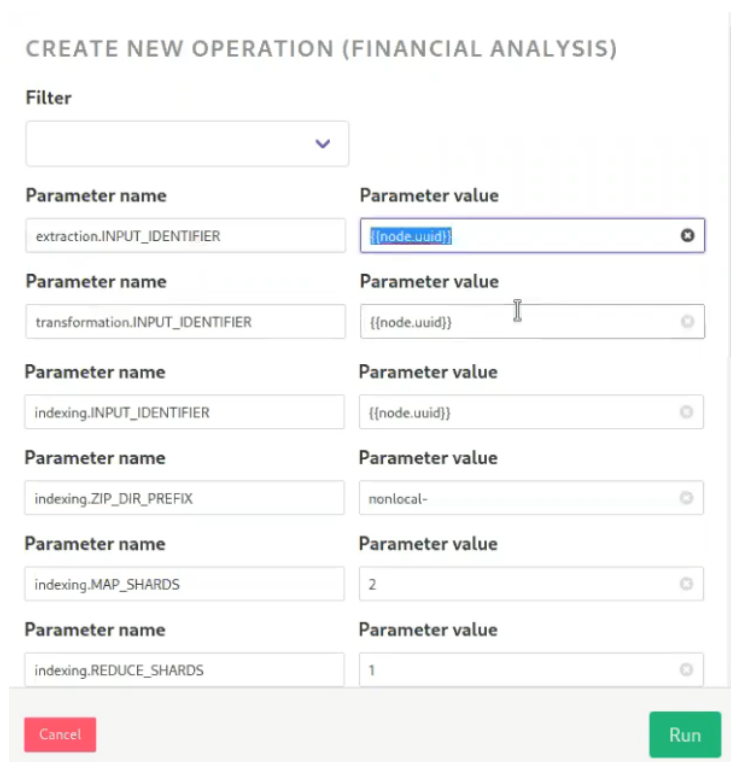 CREATE NEW OPERATION (FINANCIAL ANALYSIS)
Filter
Parameter name Parameter value
extraction.INPUT_IDENTIFIER {{node.uuid}}
Parameter name Parameter value
transformation.INPUT_IDENTIFIER {{node.uuid}}
Parameter name Parameter value
indexing.INPUT_IDENTIFIER {{node.uuid}}
Parameter name Parameter value
indexing.ZIP_DIR_PREFIX nonlocal-
Parameter name Parameter value
indexing.MAP_SHARDS 2
Parameter name Parameter value
indexing.REDUCE_SHARDS 1
Cancel Run